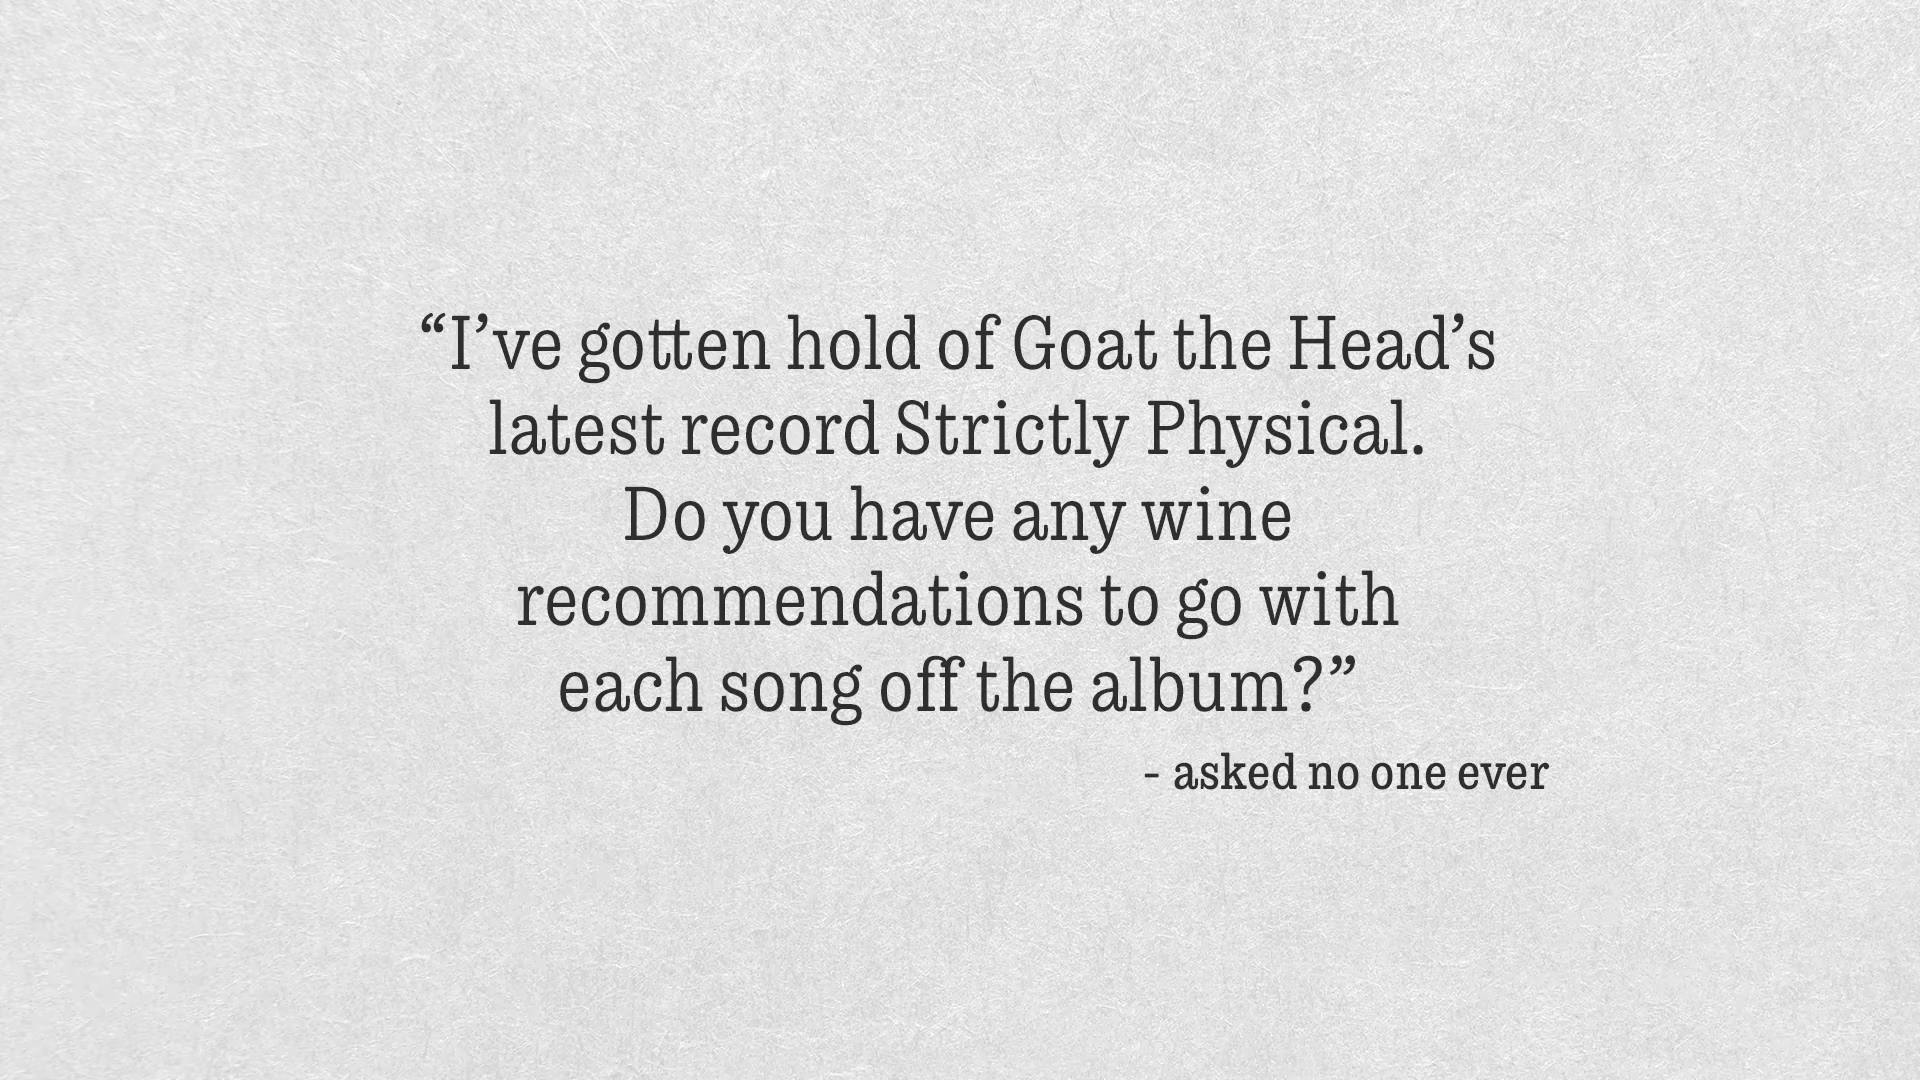 “I’ve gotten hold of Goat the Head’s
latest record Strictly Physical.
Do you have any wine
recommendations to go with
each song off the album?”
- asked no one ever